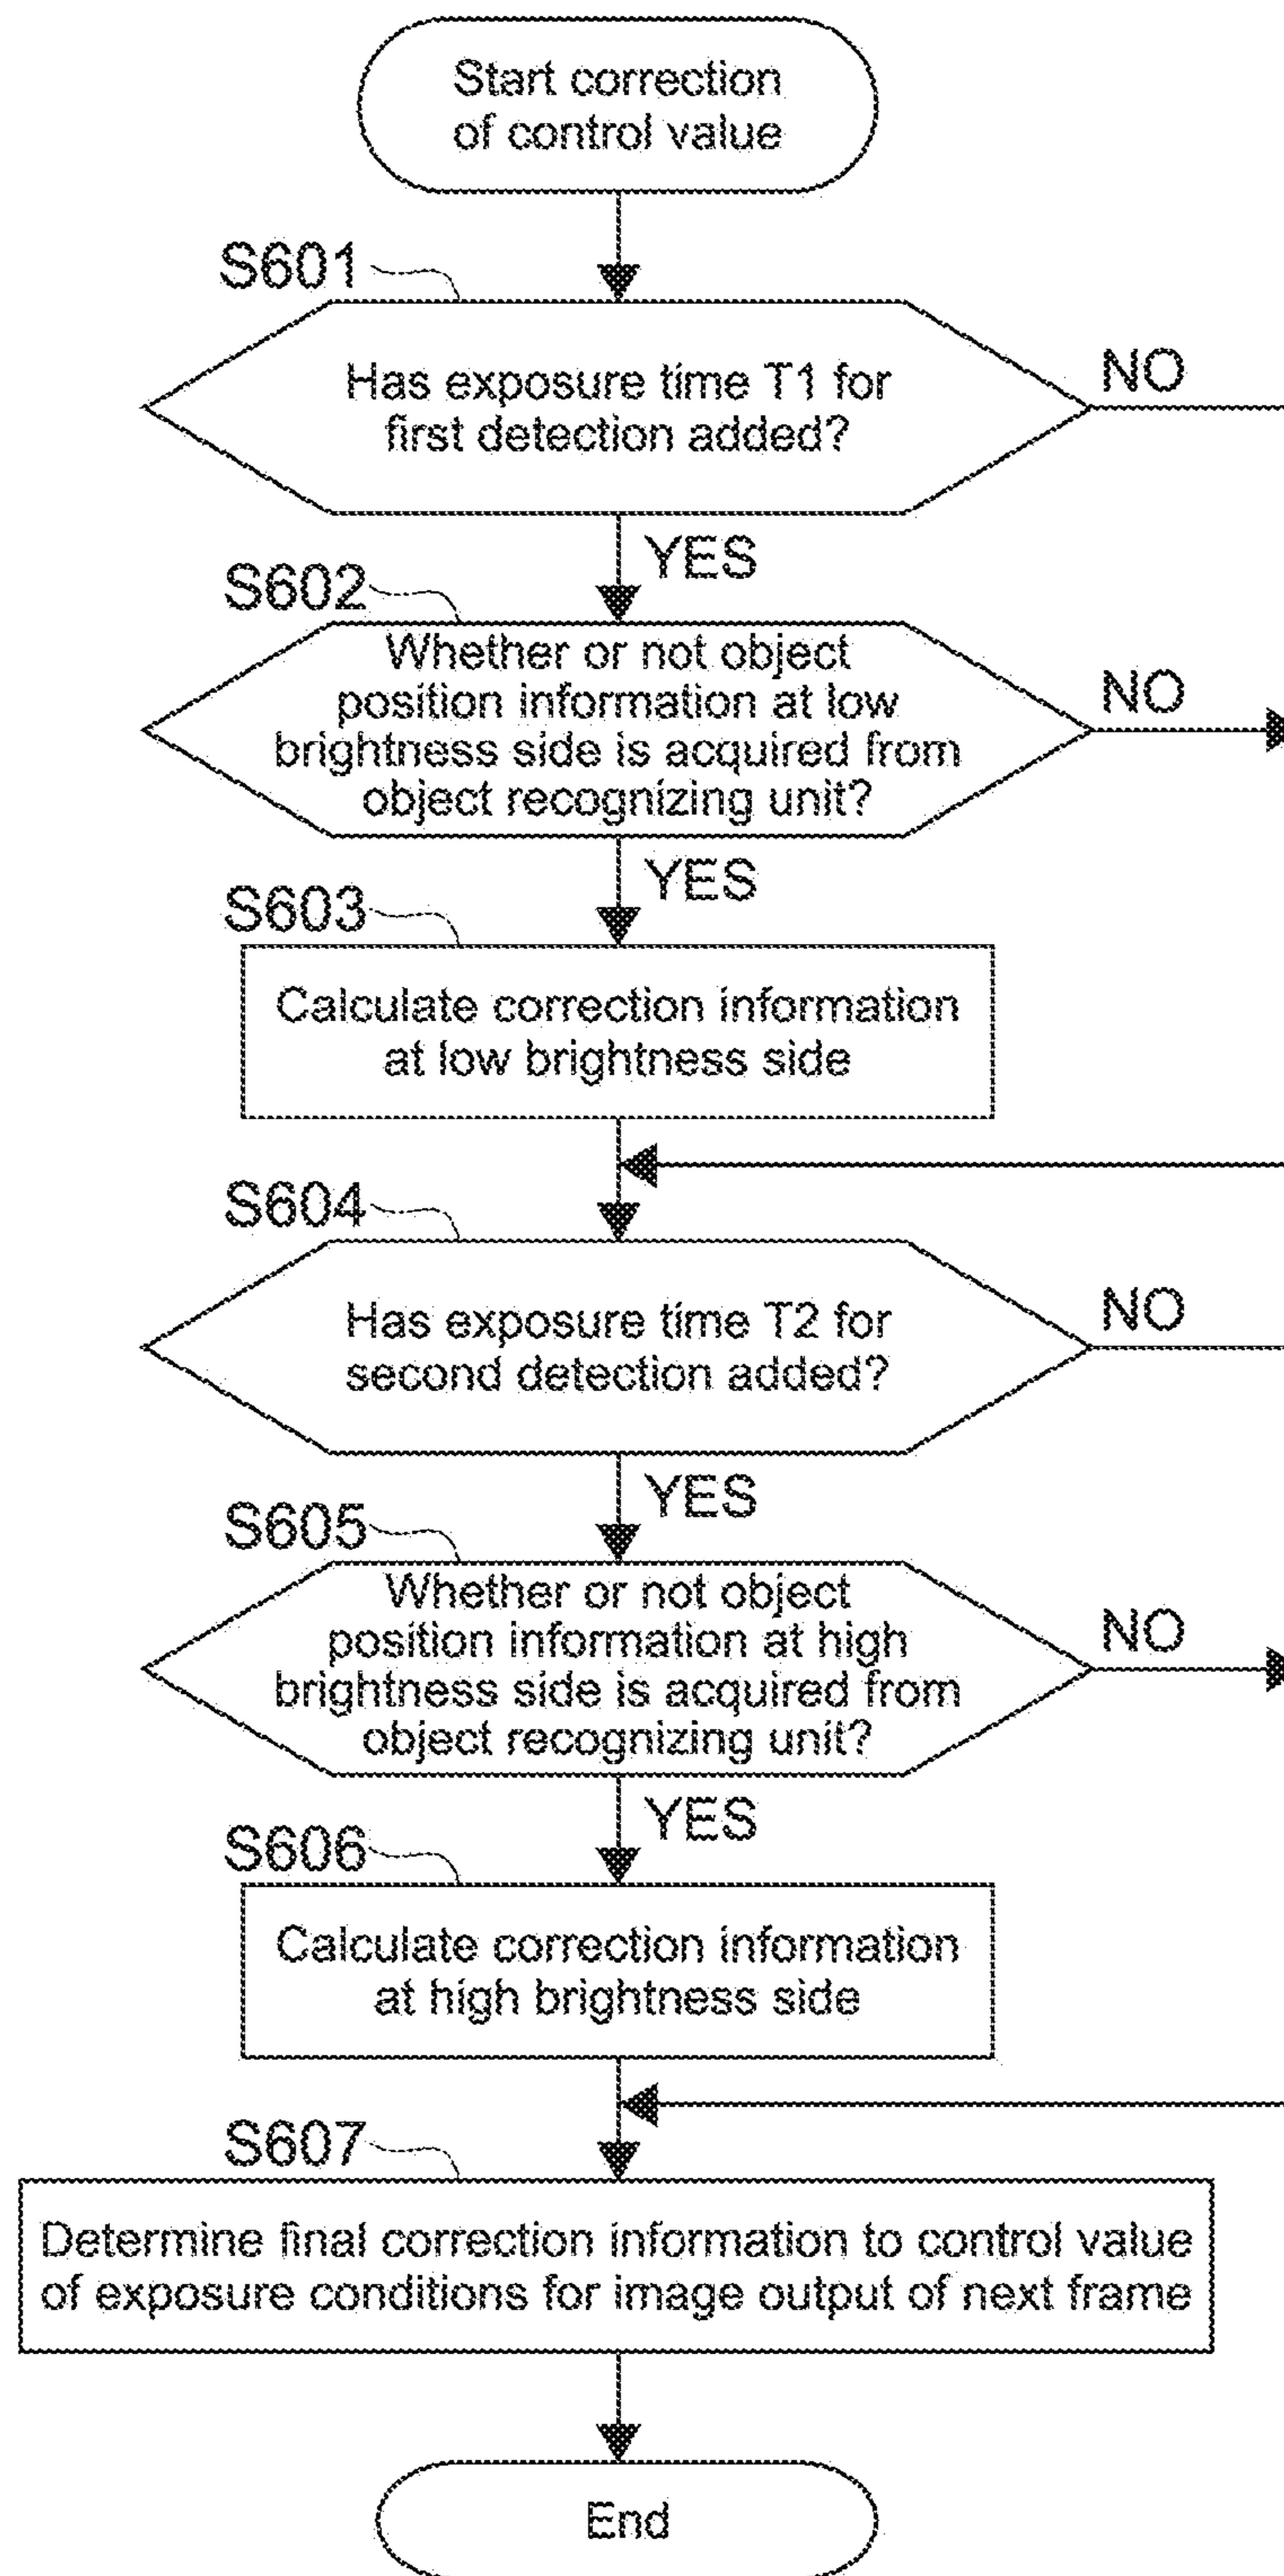 Start correction
of control value
S601
Has exposure time T1 for
first detection added?
NO
YES
S602
Whether or not object
position information at low
brightness side is acquired from
object recognizing unit?
NO
YES
S603
Calculate correction information
at low brightness side
S604
Has exposure time T2 for
second detection added?
NO
YES
S605
Whether or not object
position information at high
brightness side is acquired from
object recognizing unit?
NO
YES
S606
Calculate correction information
at high brightness side
S607
Determine final correction information to control value
of exposure conditions for image output of next frame
End